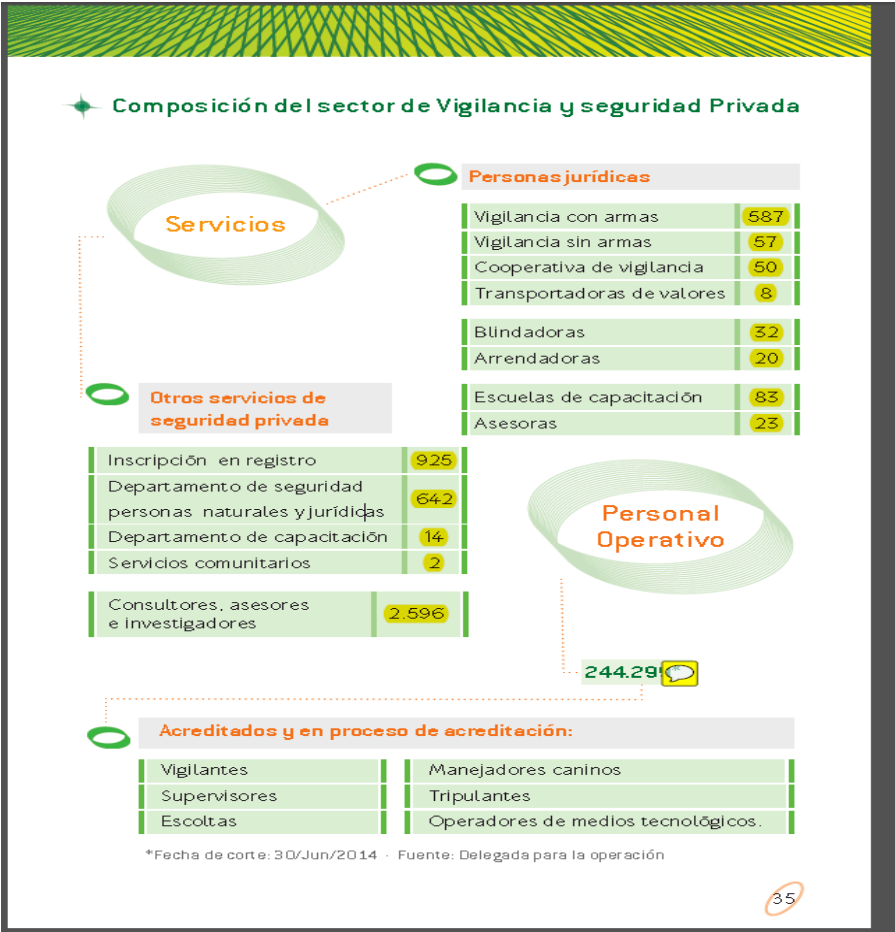 Composición del sector de Vigilancia y seguridad Privada
Servicios
Personas jurídicas
Vigilancia con armas 587
Vigilancia sin armas 57
Cooperativa de vigilancia 50
Transportadoras de valores 8
Blindadoras 32
Arrendadoras 20
Escuelas de capacitación 83
Asesoras 23
Otros servicios de
seguridad privada
Inscripción en registro 925
Departamento de seguridad
personas naturales y jurídicas 642
Departamento de capacitación 14
Servicios comunitarios 2
Consultores, asesores
e investigadores 2.596
Personal
Operativo
Acreditados y en proceso de acreditación:
Vigilantes
Supervisores
Escoltas
Manejadores caninos
Tripulantes
Operadores de medios tecnológicos.
*Fecha de corte: 30/Jun/2014 · Fuente: Delegada para la operación
35